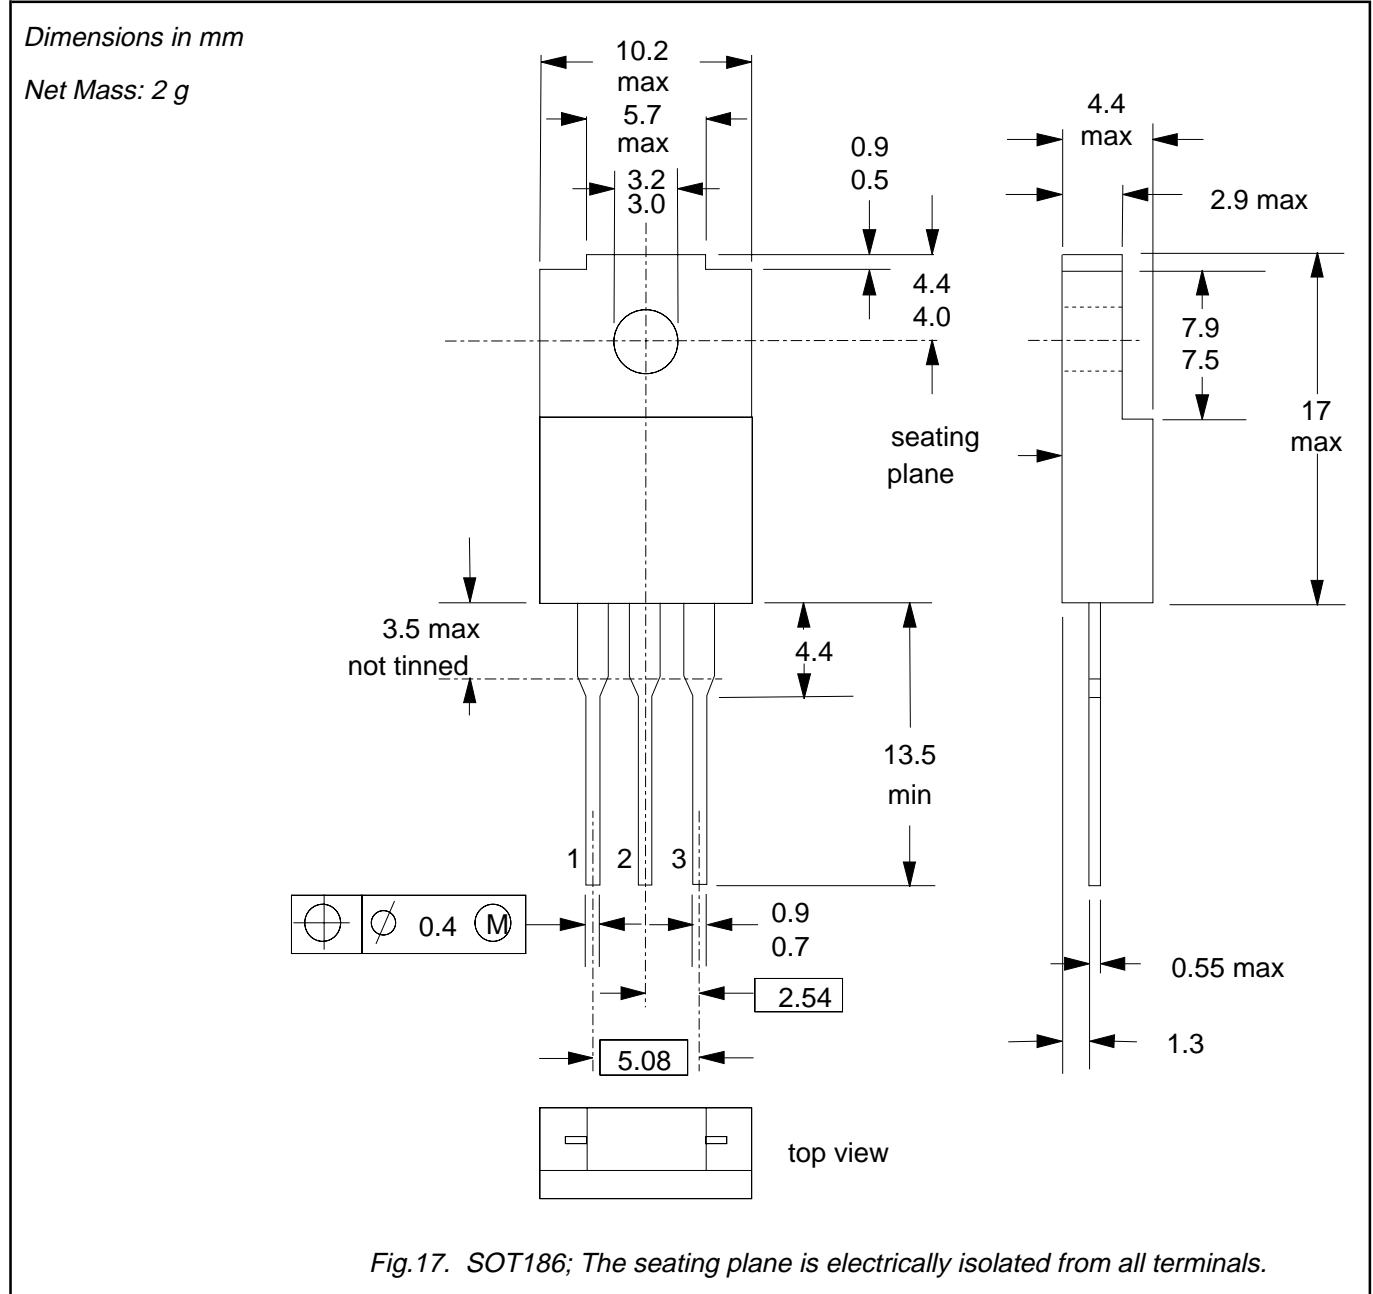 Dimensions in mm
Net Mass: 2 g
10.2
max
5.7
max
3.2
3.0
0.9
0.5
4.4
4.0
4.4
max
2.9 max
7.9
7.5
17
max
seating
plane
3.5 max
not tinned
4.4
13.5
min
1 2 3
0.4 M
0.9
0.7
2.54
5.08
0.55 max
1.3
top view
Fig.17. SOT186; The seating plane is electrically isolated from all terminals.